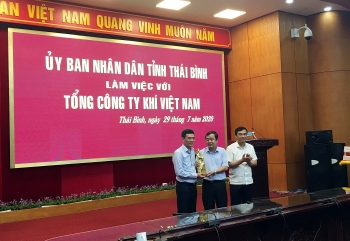 ẢN VIỆT NAM QUANG VINH MUÔN NĂM
ỦY BAN NHÂN DÂN TỈNH THÁI BÌNH
LÀM VIỆC VỚI
TỔNG CÔNG TY KHÍ VIỆT NAM
Thái Bình, ngày 29 tháng 7 năm 2020